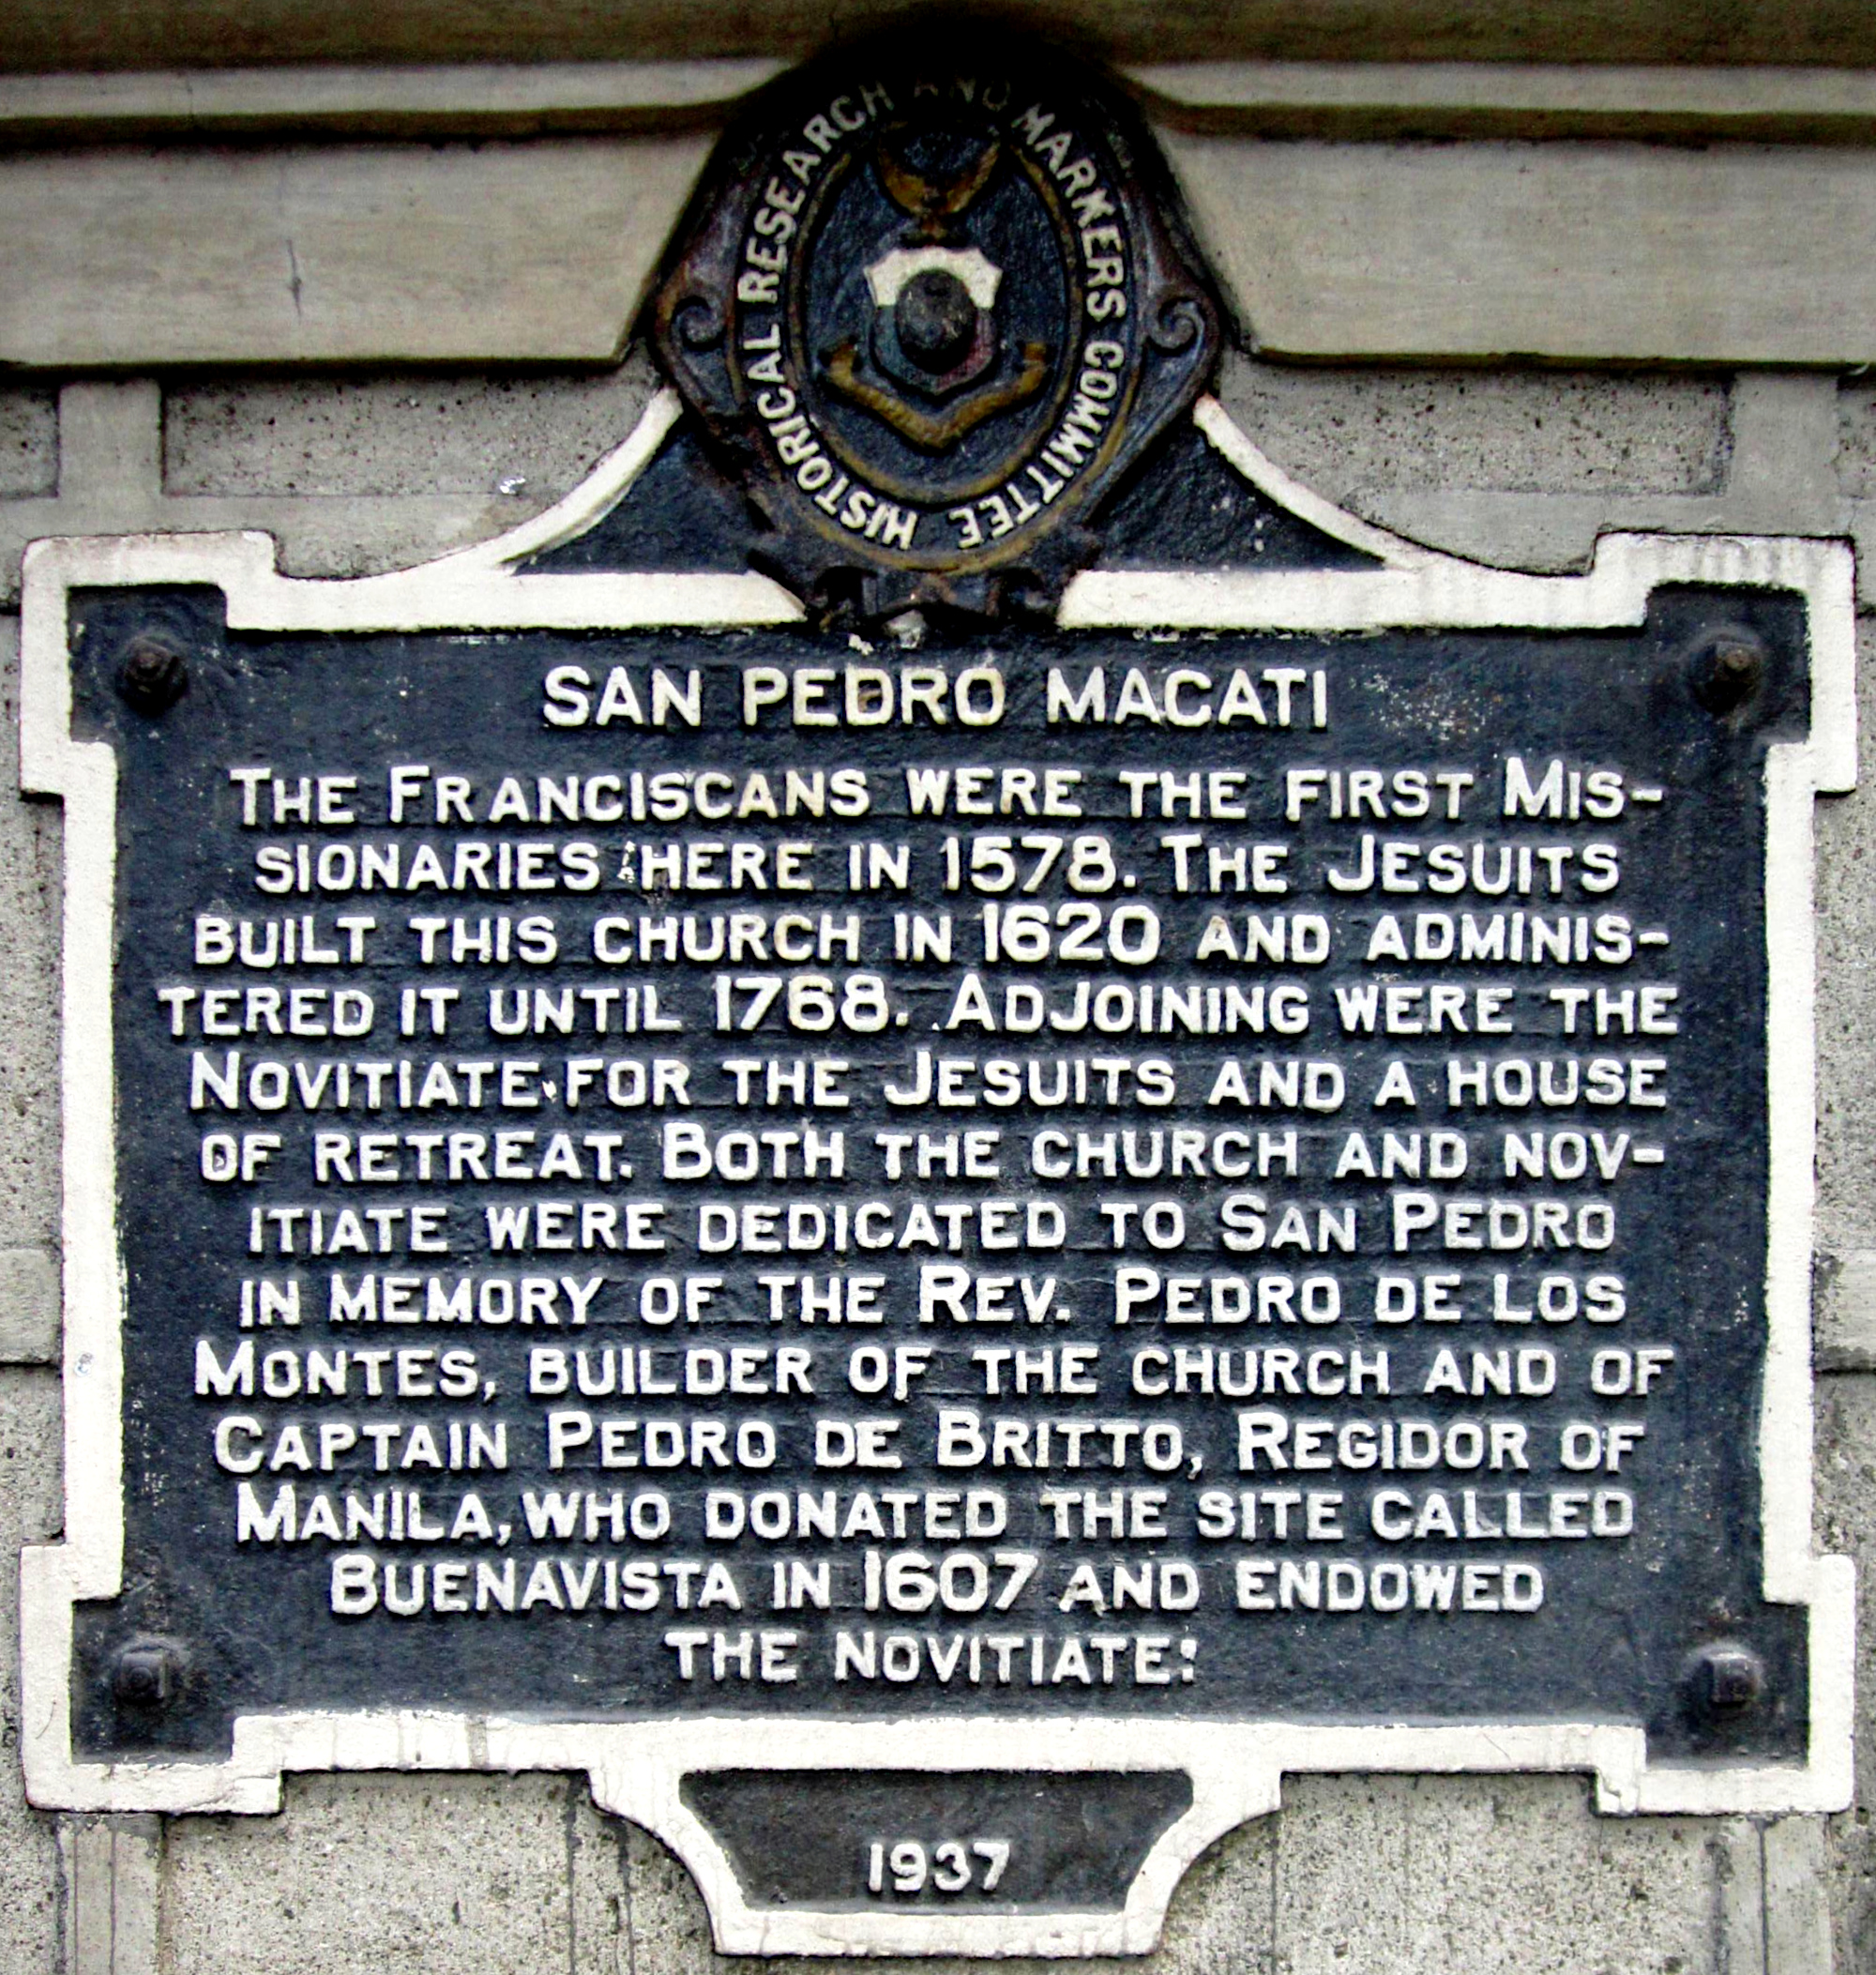 HISTORICAL RESEARCH AND MARKERS COMMITTEE
SAN PEDRO MACATI
THE FRANCISCANS WERE THE FIRST MIS-
SIONARIES HERE IN 1578. THE JESUITS
BUILT THIS CHURCH IN 1620 AND ADMINIS-
TERED IT UNTIL 1768. ADJOINING WERE THE
NOVITIATE FOR THE JESUITS AND A HOUSE
OF RETREAT. BOTH THE CHURCH AND NOV-
ITIATE WERE DEDICATED TO SAN PEDRO
IN MEMORY OF THE REV. PEDRO DE LOS
MONTES, BUILDER OF THE CHURCH AND OF
CAPTAIN PEDRO DE BRITTO, REGIDOR OF
MANILA, WHO DONATED THE SITE CALLED
BUENAVISTA IN 1607 AND ENDOWED
THE NOVITIATE:
1937